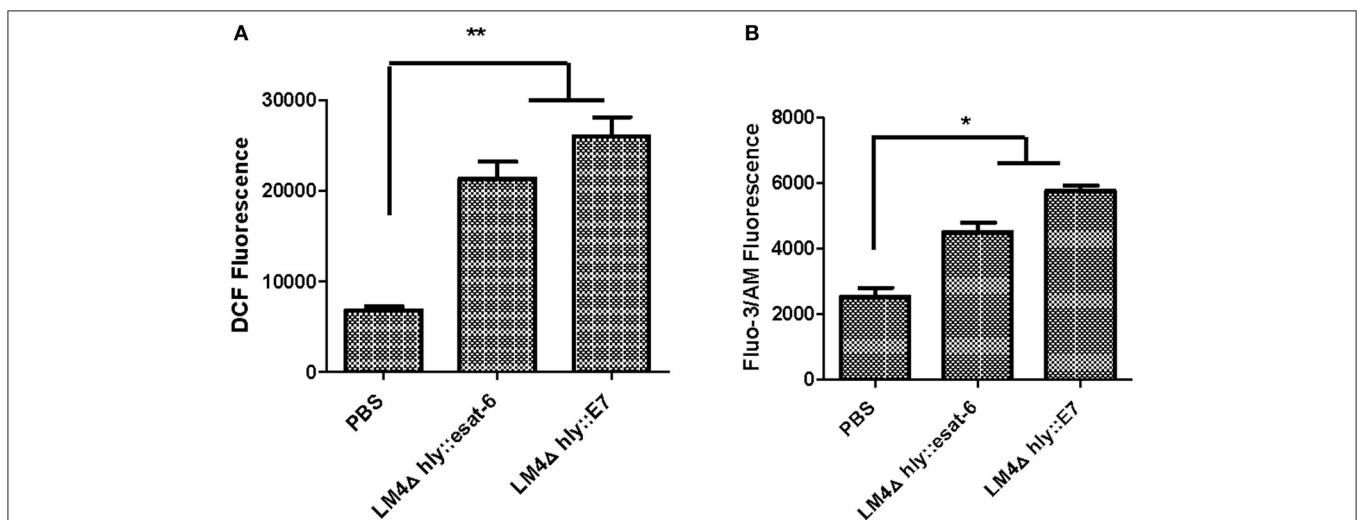 A
**
DCF Fluorescence
30000
20000
10000
0
PBS
LM4Δ hly::esat-6
LM4Δ hly::E7
B
*
Fluo-3/AM Fluorescence
8000
6000
4000
2000
0
PBS
LM4Δ hly::esat-6
LM4Δ hly::E7